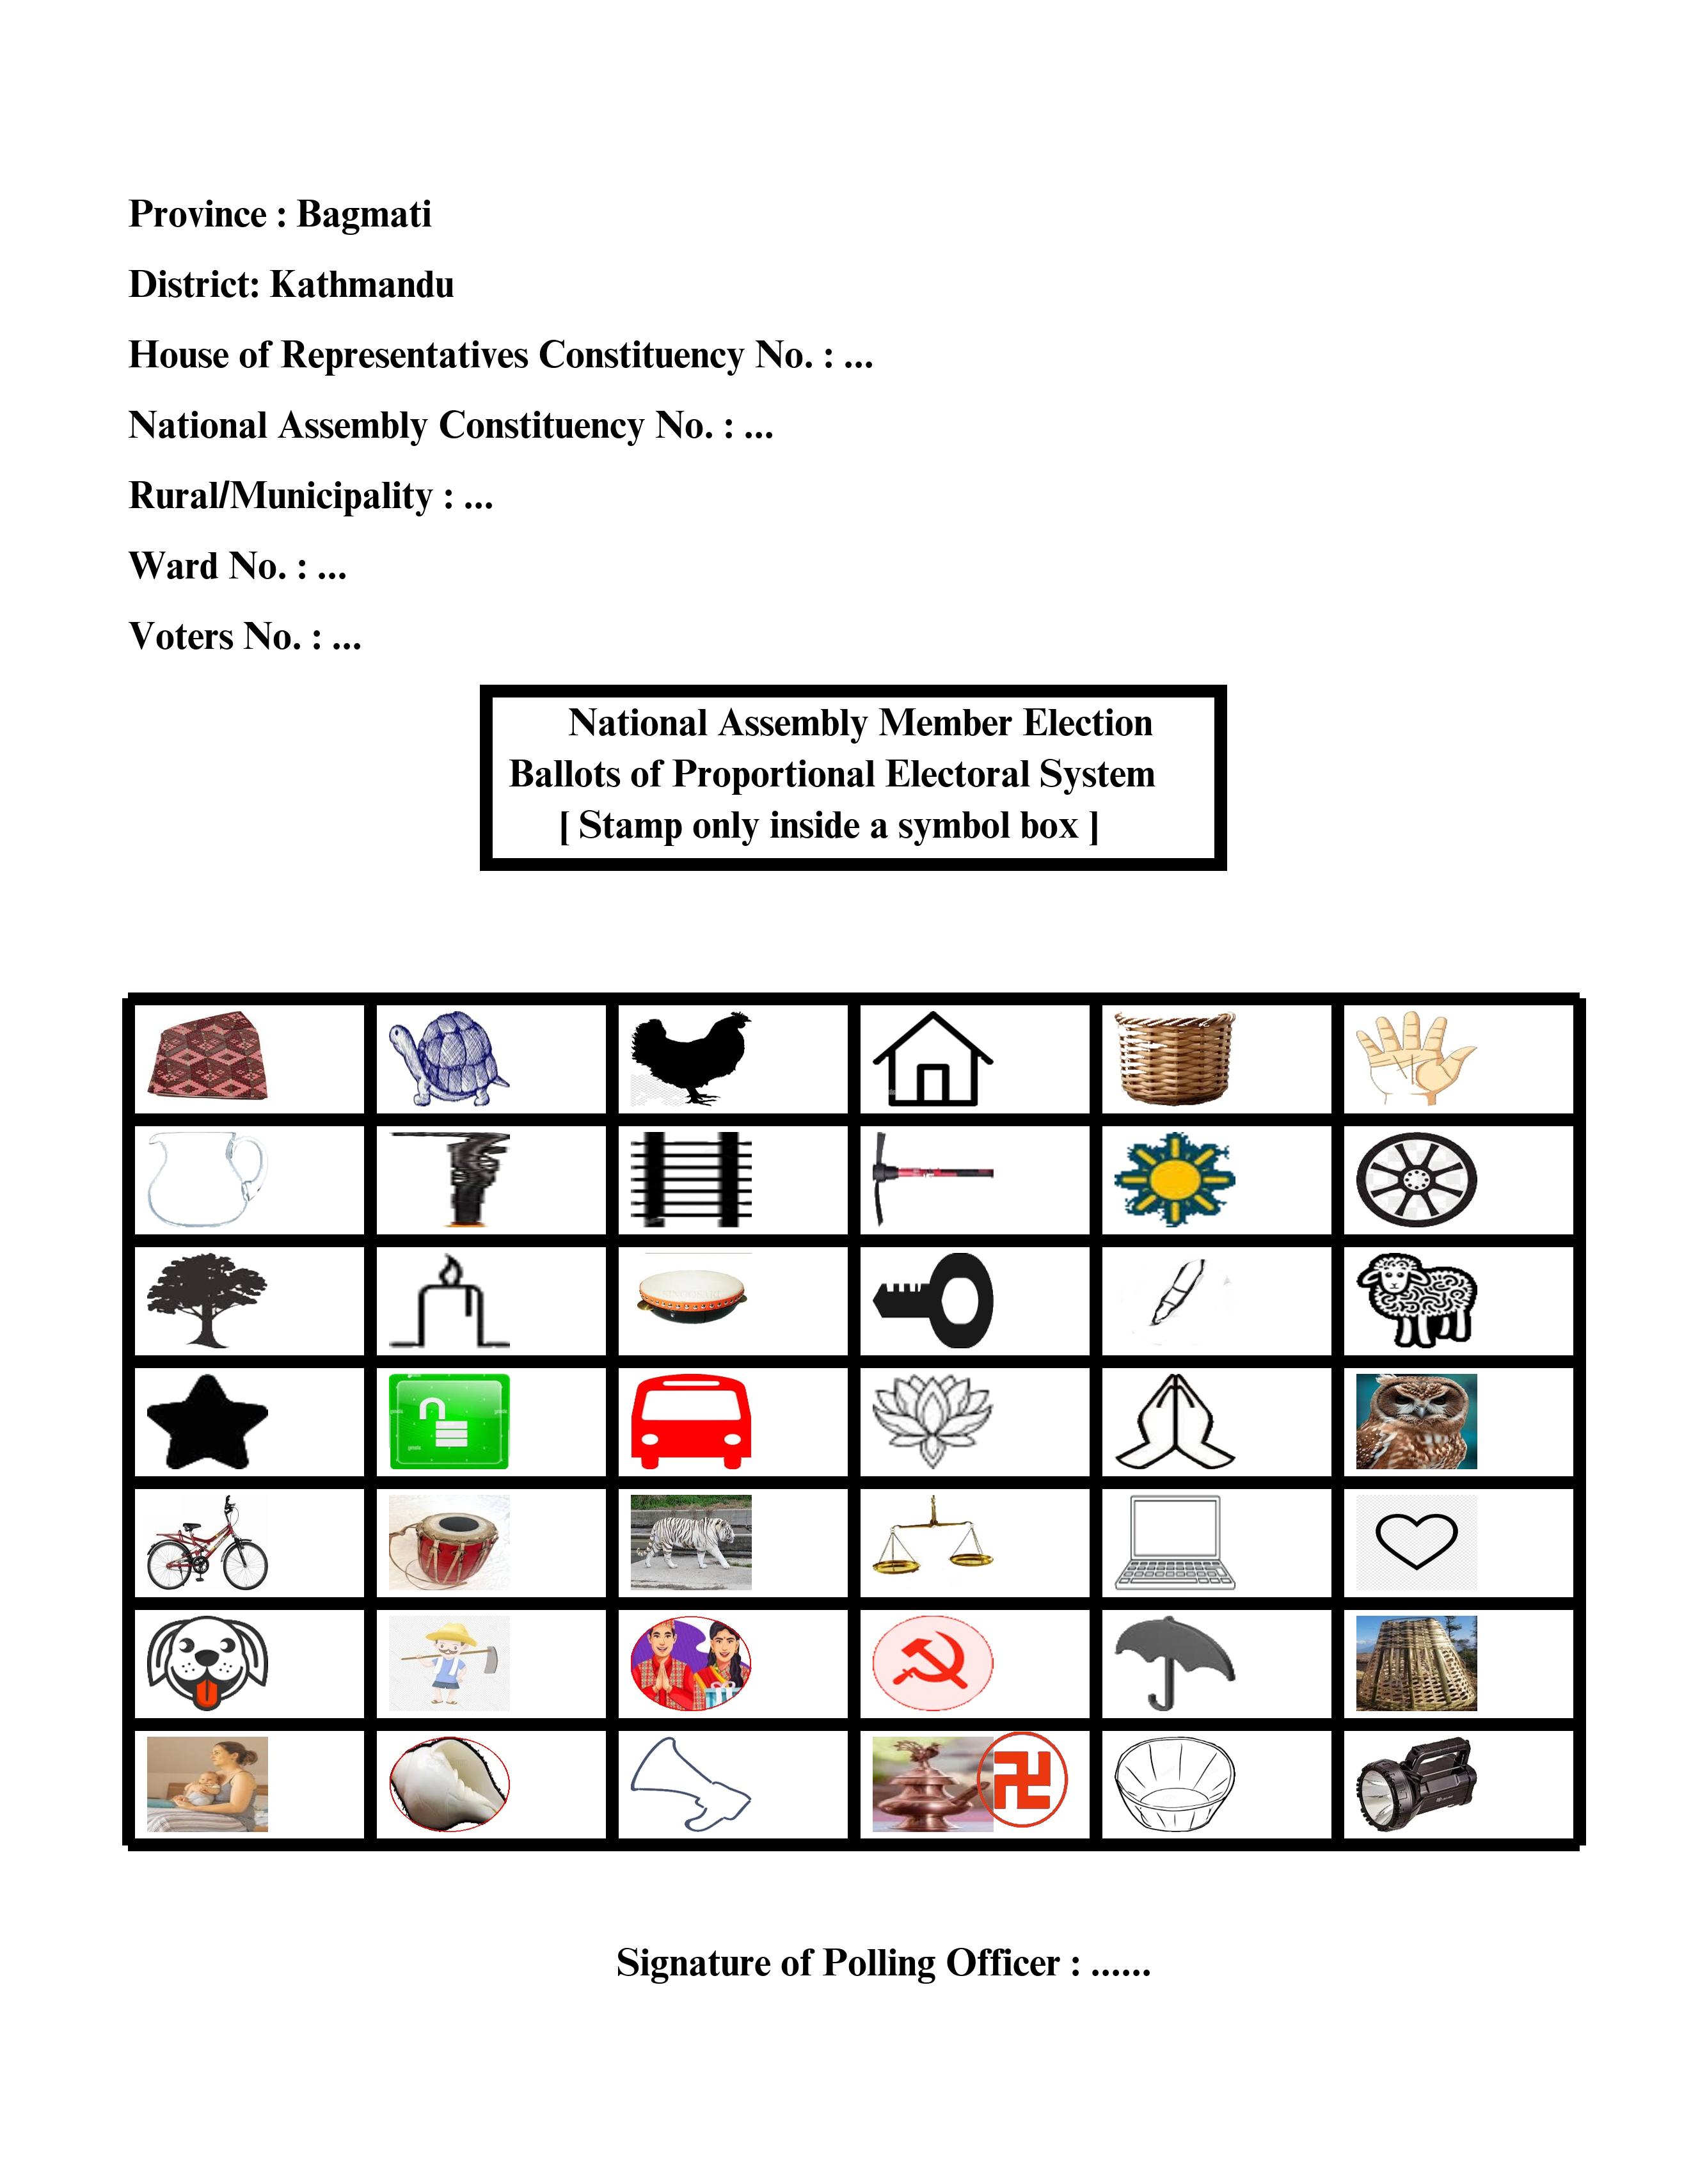 Province : Bagmati
District: Kathmandu
House of Representatives Constituency No. : ...
National Assembly Constituency No. : ...
Rural/Municipality : ...
Ward No. : ...
Voters No. : ...
National Assembly Member Election
Ballots of Proportional Electoral System
[ Stamp only inside a symbol box ]
Signature of Polling Officer : ......